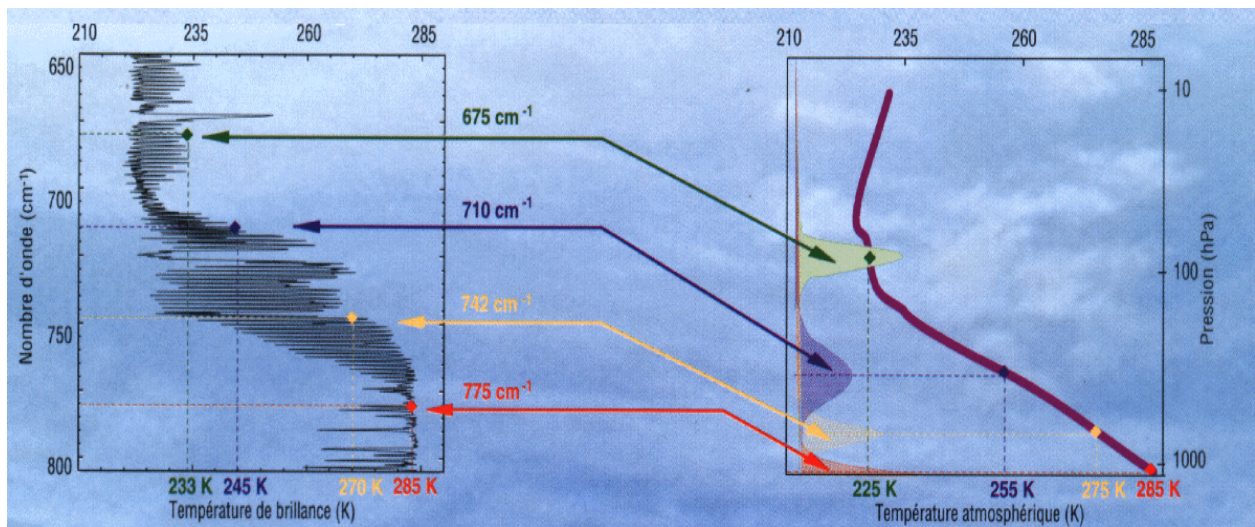 210 235 260 285
210 235 260 285
650
700
750
800
Nombre d'onde (cm-1)
675 cm-1
710 cm-1
742 cm-1
775 cm-1
10
100
1000
Pression (hPa)
233 K 245 K 270 K 285 K
225 K 255 K 275 K 285 K
Température de brillance (K)
Température atmosphérique (K)